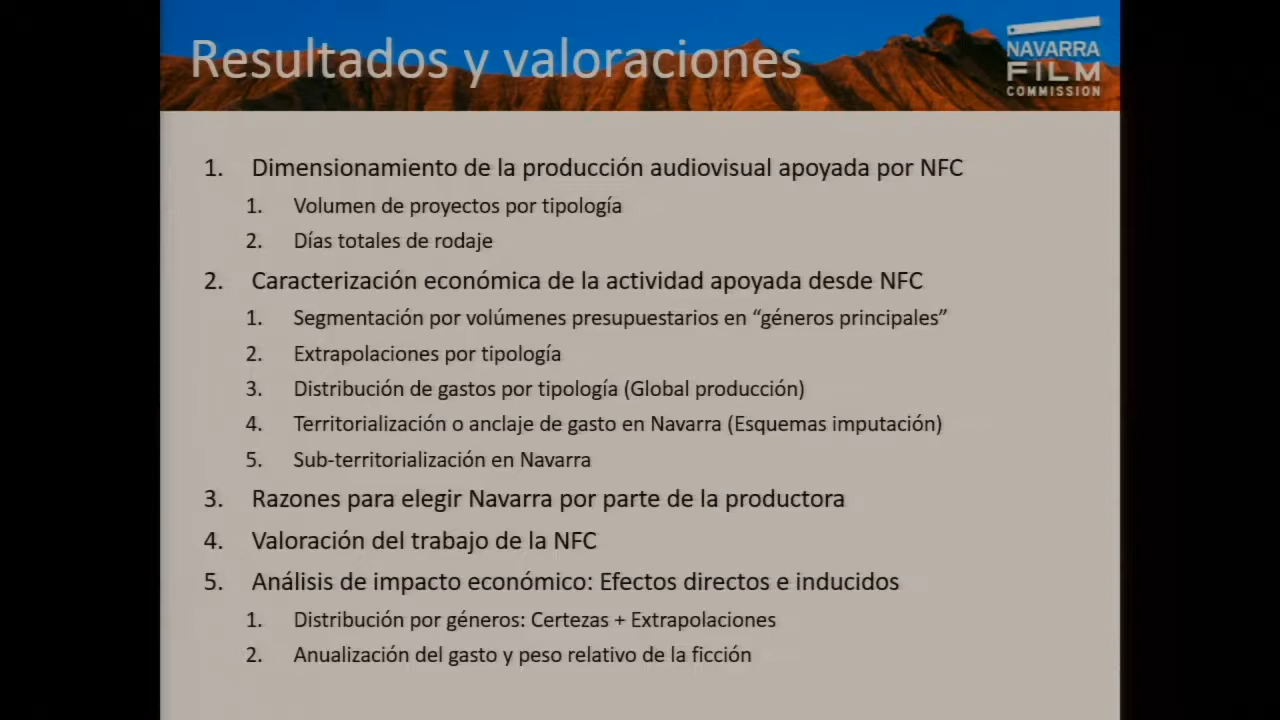 Resultados y valoraciones
NAVARRA
FILM
COMMISSION
1. Dimensionamiento de la producción audiovisual apoyada por NFC
1. Volumen de proyectos por tipología
2. Días totales de rodaje
2. Caracterización económica de la actividad apoyada desde NFC
1. Segmentación por volúmenes presupuestarios en “géneros principales”
2. Extrapolaciones por tipología
3. Distribución de gastos por tipología (Global producción)
4. Territorialización o anclaje de gasto en Navarra (Esquemas imputación)
5. Sub-territorialización en Navarra
3. Razones para elegir Navarra por parte de la productora
4. Valoración del trabajo de la NFC
5. Análisis de impacto económico: Efectos directos e inducidos
1. Distribución por géneros: Certezas + Extrapolaciones
2. Anualización del gasto y peso relativo de la ficción